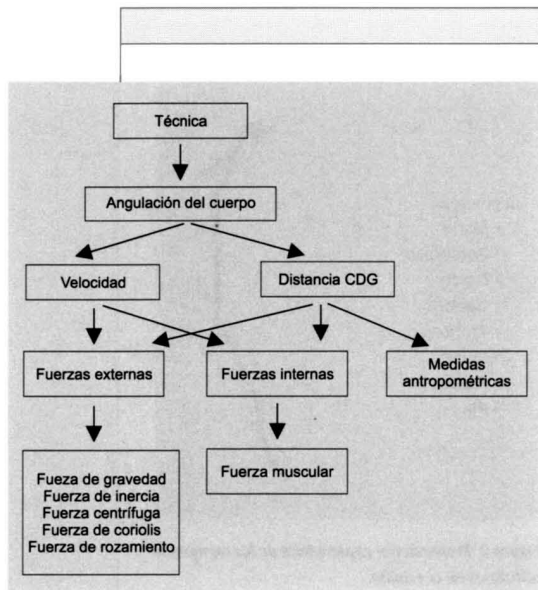 Técnica
Angulación del cuerpo
Velocidad
Distancia CDG
Fuerzas externas
Fuerzas internas
Medidas
antropométricas
Fueza de gravedad
Fuerza de inercia
Fuerza centrífuga
Fuerza de coriolis
Fuerza de rozamiento
Fuerza muscular